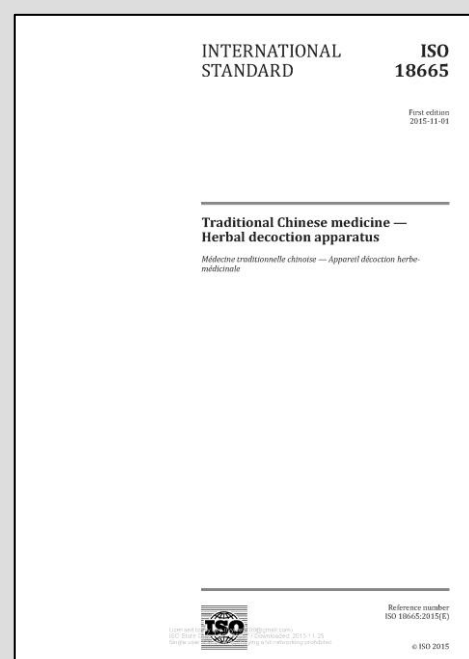 INTERNATIONAL
STANDARD
ISO
18665
First edition
2015-11-01
Traditional Chinese medicine —
Herbal decoction apparatus
Médecine traditionnelle chinoise — Appareil décoction herbe-
médicinale
ISO
Reference number
ISO 18665:2015(E)
© ISO 2015